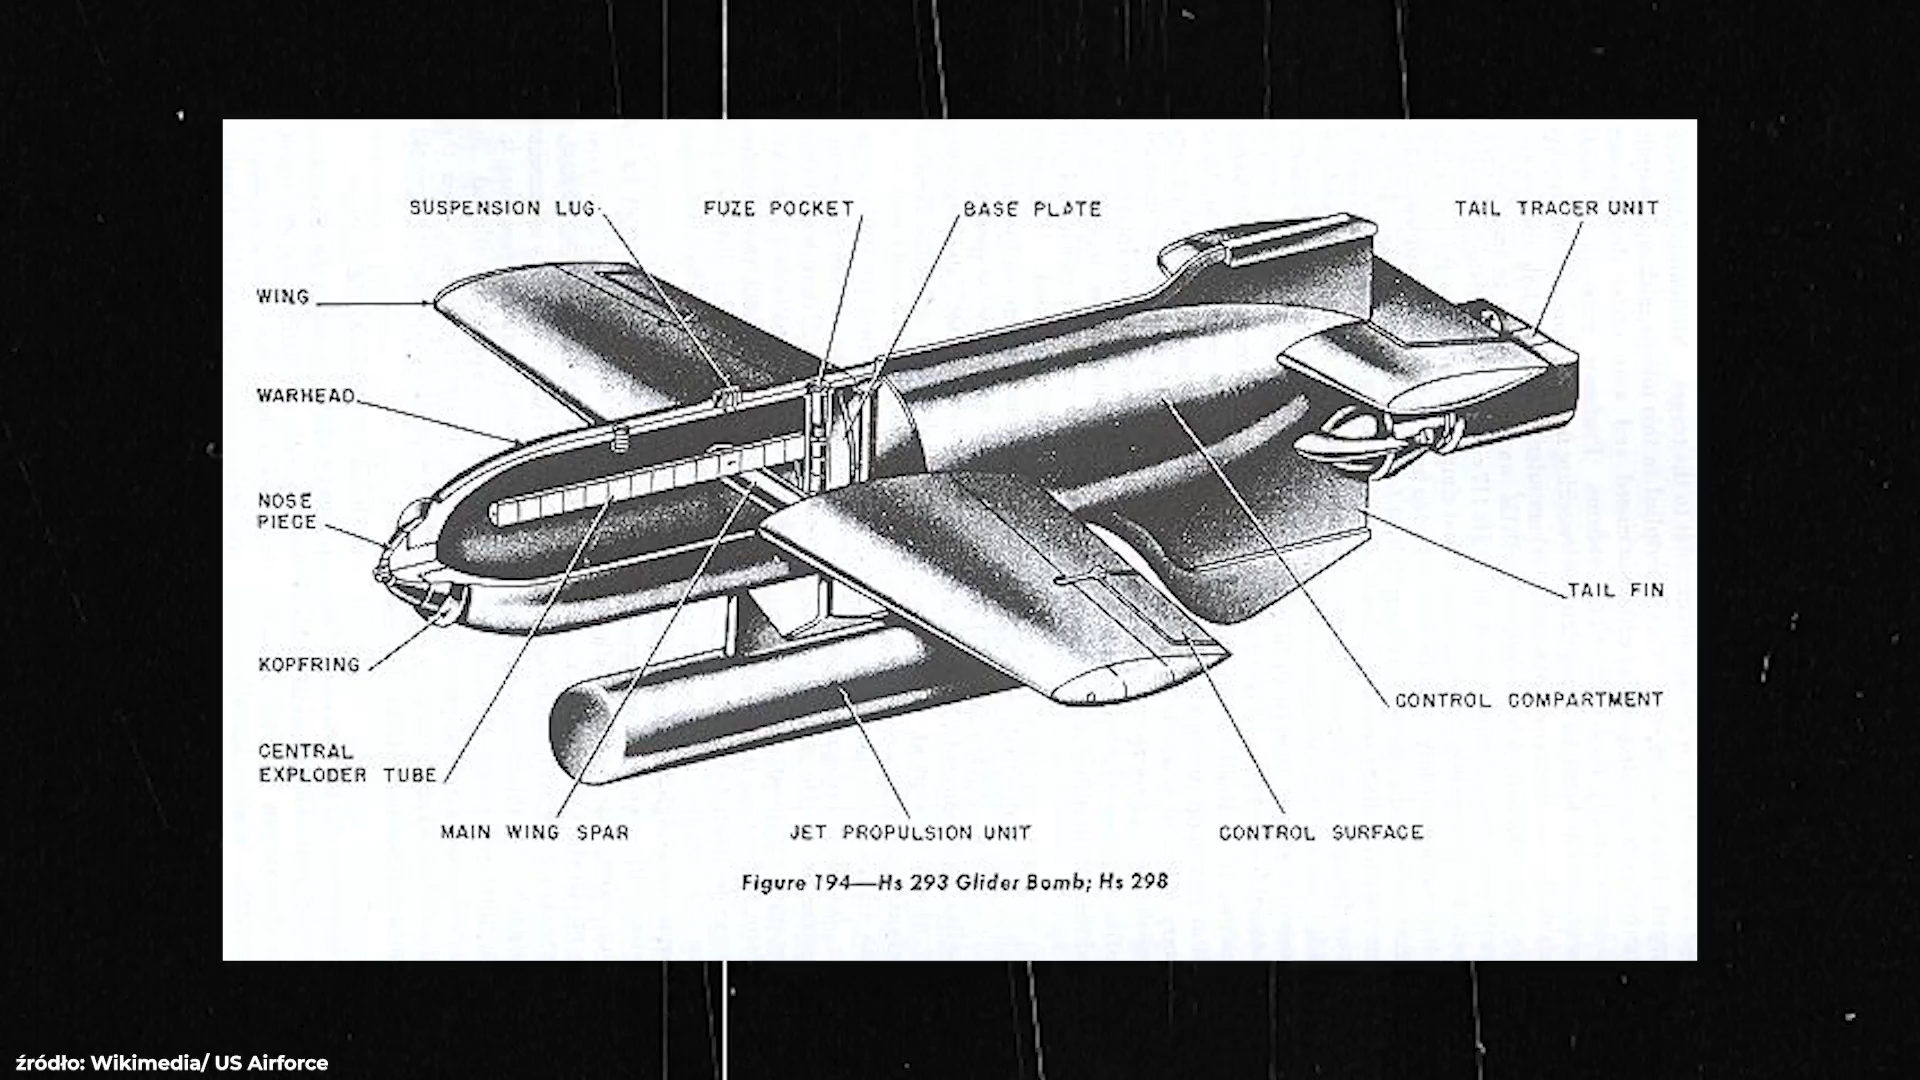 SUSPENSION LUG
FUZE POCKET
BASE PLATE
TAIL TRACER UNIT
WING
WARHEAD
NOSE
PIECE
TAIL FIN
KOPFRING
CONTROL COMPARTMENT
CENTRAL
EXPLODER TUBE
MAIN WING SPAR
JET PROPULSION UNIT
CONTROL SURFACE
Figure 194—Hs 293 Glider Bomb; Hs 298
źródło: Wikimedia/ US Airforce